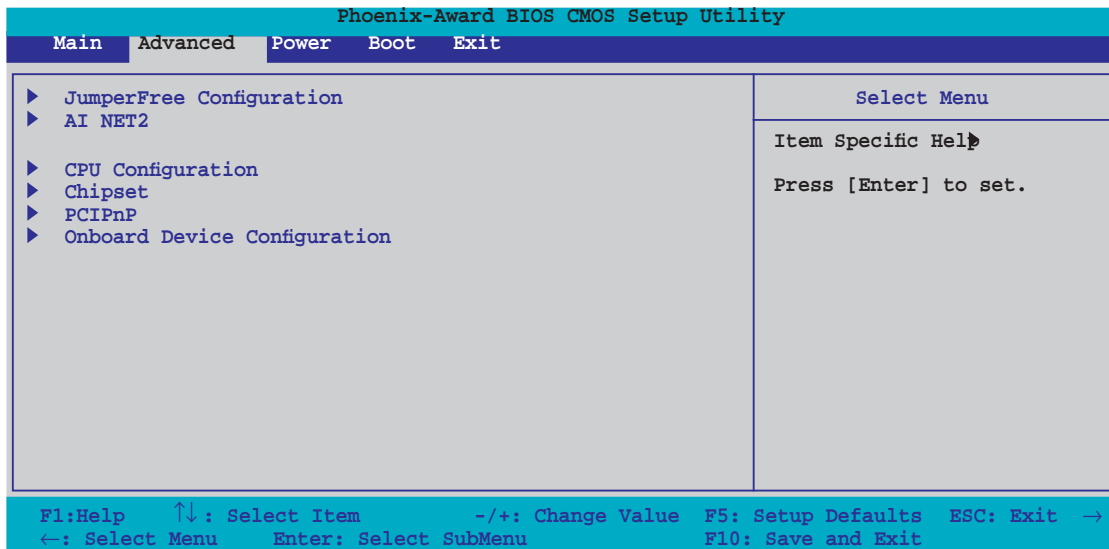 Phoenix-Award BIOS CMOS Setup Utility
Main Advanced Power Boot Exit
JumperFree Configuration
AI NET2
CPU Configuration
Chipset
PCIPnP
Onboard Device Configuration
Select Menu
Item Specific Help
Press [Enter] to set.
F1:Help ↑↓: Select Item -/+: Change Value F5: Setup Defaults ESC: Exit →
←: Select Menu Enter: Select SubMenu F10: Save and Exit